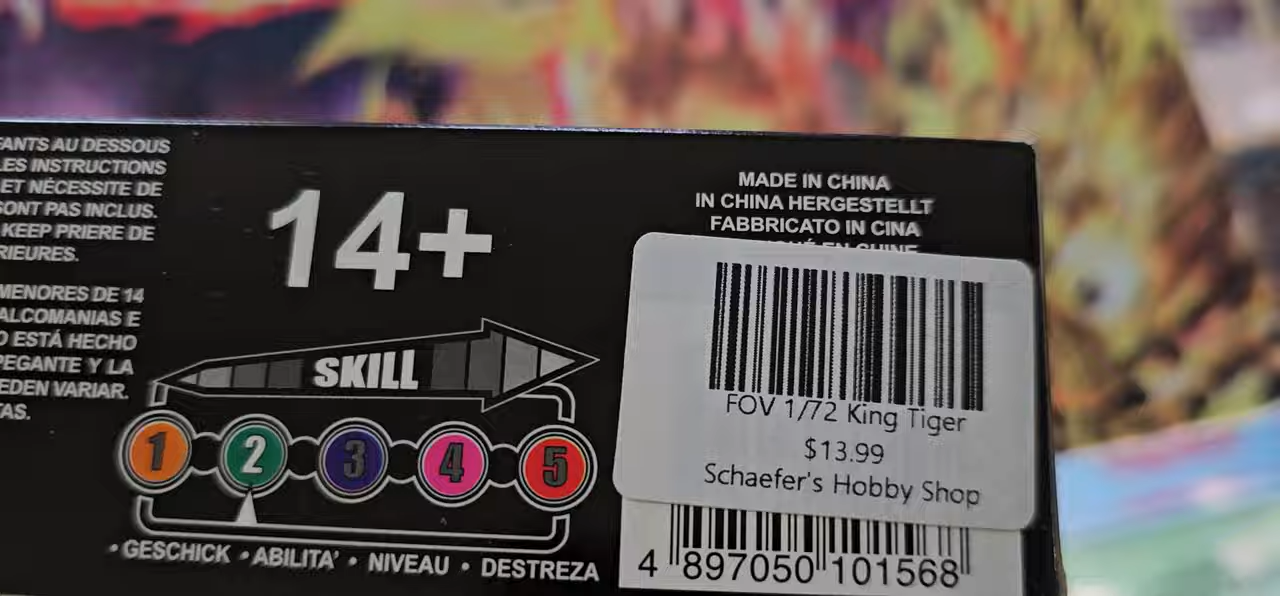 FANTS AU DESSOUS
LES INSTRUCTIONS
ET NÉCESSITE DE
SONT PAS INCLUS.
KEEP PRIERE DE
RIEURES.
MENORES DE 14
ALCOMANIAS E
O ESTÁ HECHO
PEGANTE Y LA
EDEN VARIAR.
TAS.
14+
SKILL
1 2 3 4 5
• GESCHICK • ABILITA' • NIVEAU • DESTREZA
MADE IN CHINA
IN CHINA HERGESTELLT
FABBRICATO IN CINA
EN CHINE
FOV 1/72 King Tiger
$13.99
Schaefer's Hobby Shop
4 897050 101568